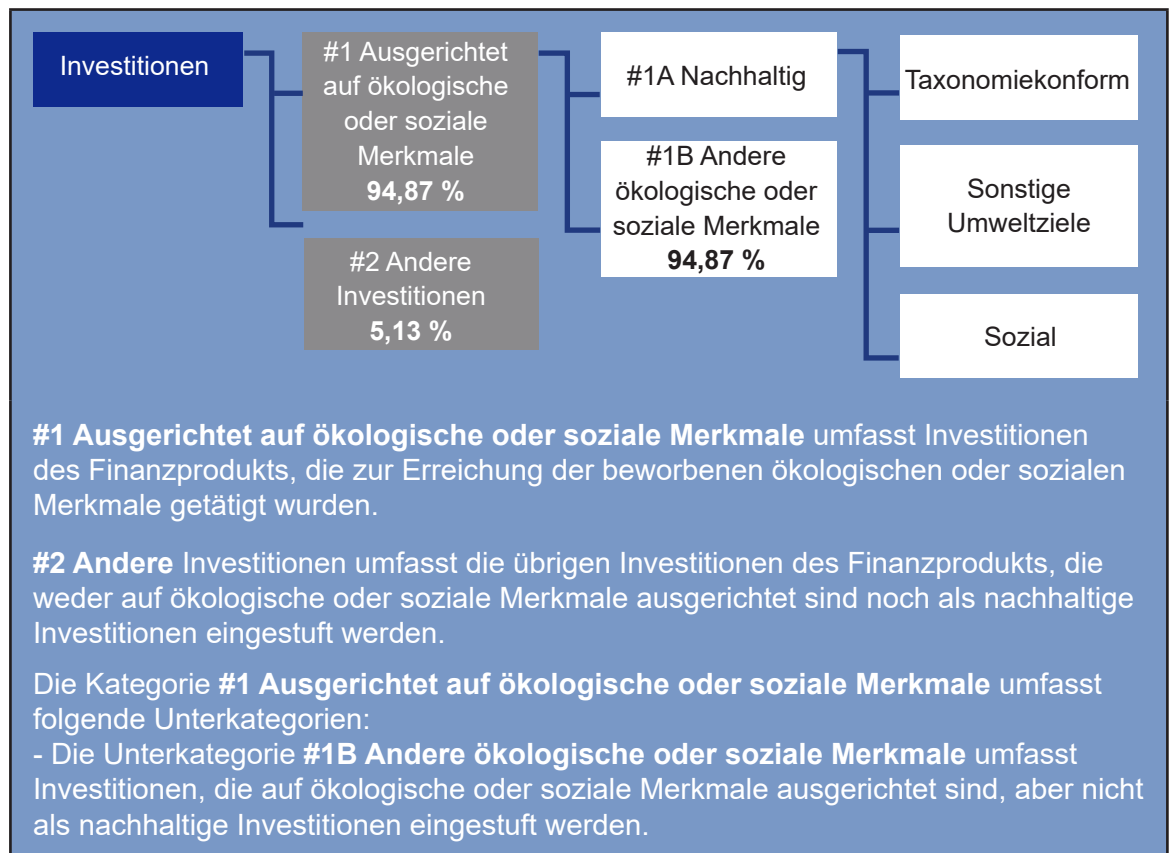 Investitionen
#1 Ausgerichtet
auf ökologische
oder soziale
Merkmale
94,87 %
#2 Andere
Investitionen
5,13 %
#1A Nachhaltig
#1B Andere
ökologische oder
soziale Merkmale
94,87 %
Taxonomiekonform
Sonstige
Umweltziele
Sozial
#1 Ausgerichtet auf ökologische oder soziale Merkmale umfasst Investitionen
des Finanzprodukts, die zur Erreichung der beworbenen ökologischen oder sozialen
Merkmale getätigt wurden.
#2 Andere Investitionen umfasst die übrigen Investitionen des Finanzprodukts, die
weder auf ökologische oder soziale Merkmale ausgerichtet sind noch als nachhaltige
Investitionen eingestuft werden.
Die Kategorie #1 Ausgerichtet auf ökologische oder soziale Merkmale umfasst
folgende Unterkategorien:
- Die Unterkategorie #1B Andere ökologische oder soziale Merkmale umfasst
Investitionen, die auf ökologische oder soziale Merkmale ausgerichtet sind, aber nicht
als nachhaltige Investitionen eingestuft werden.